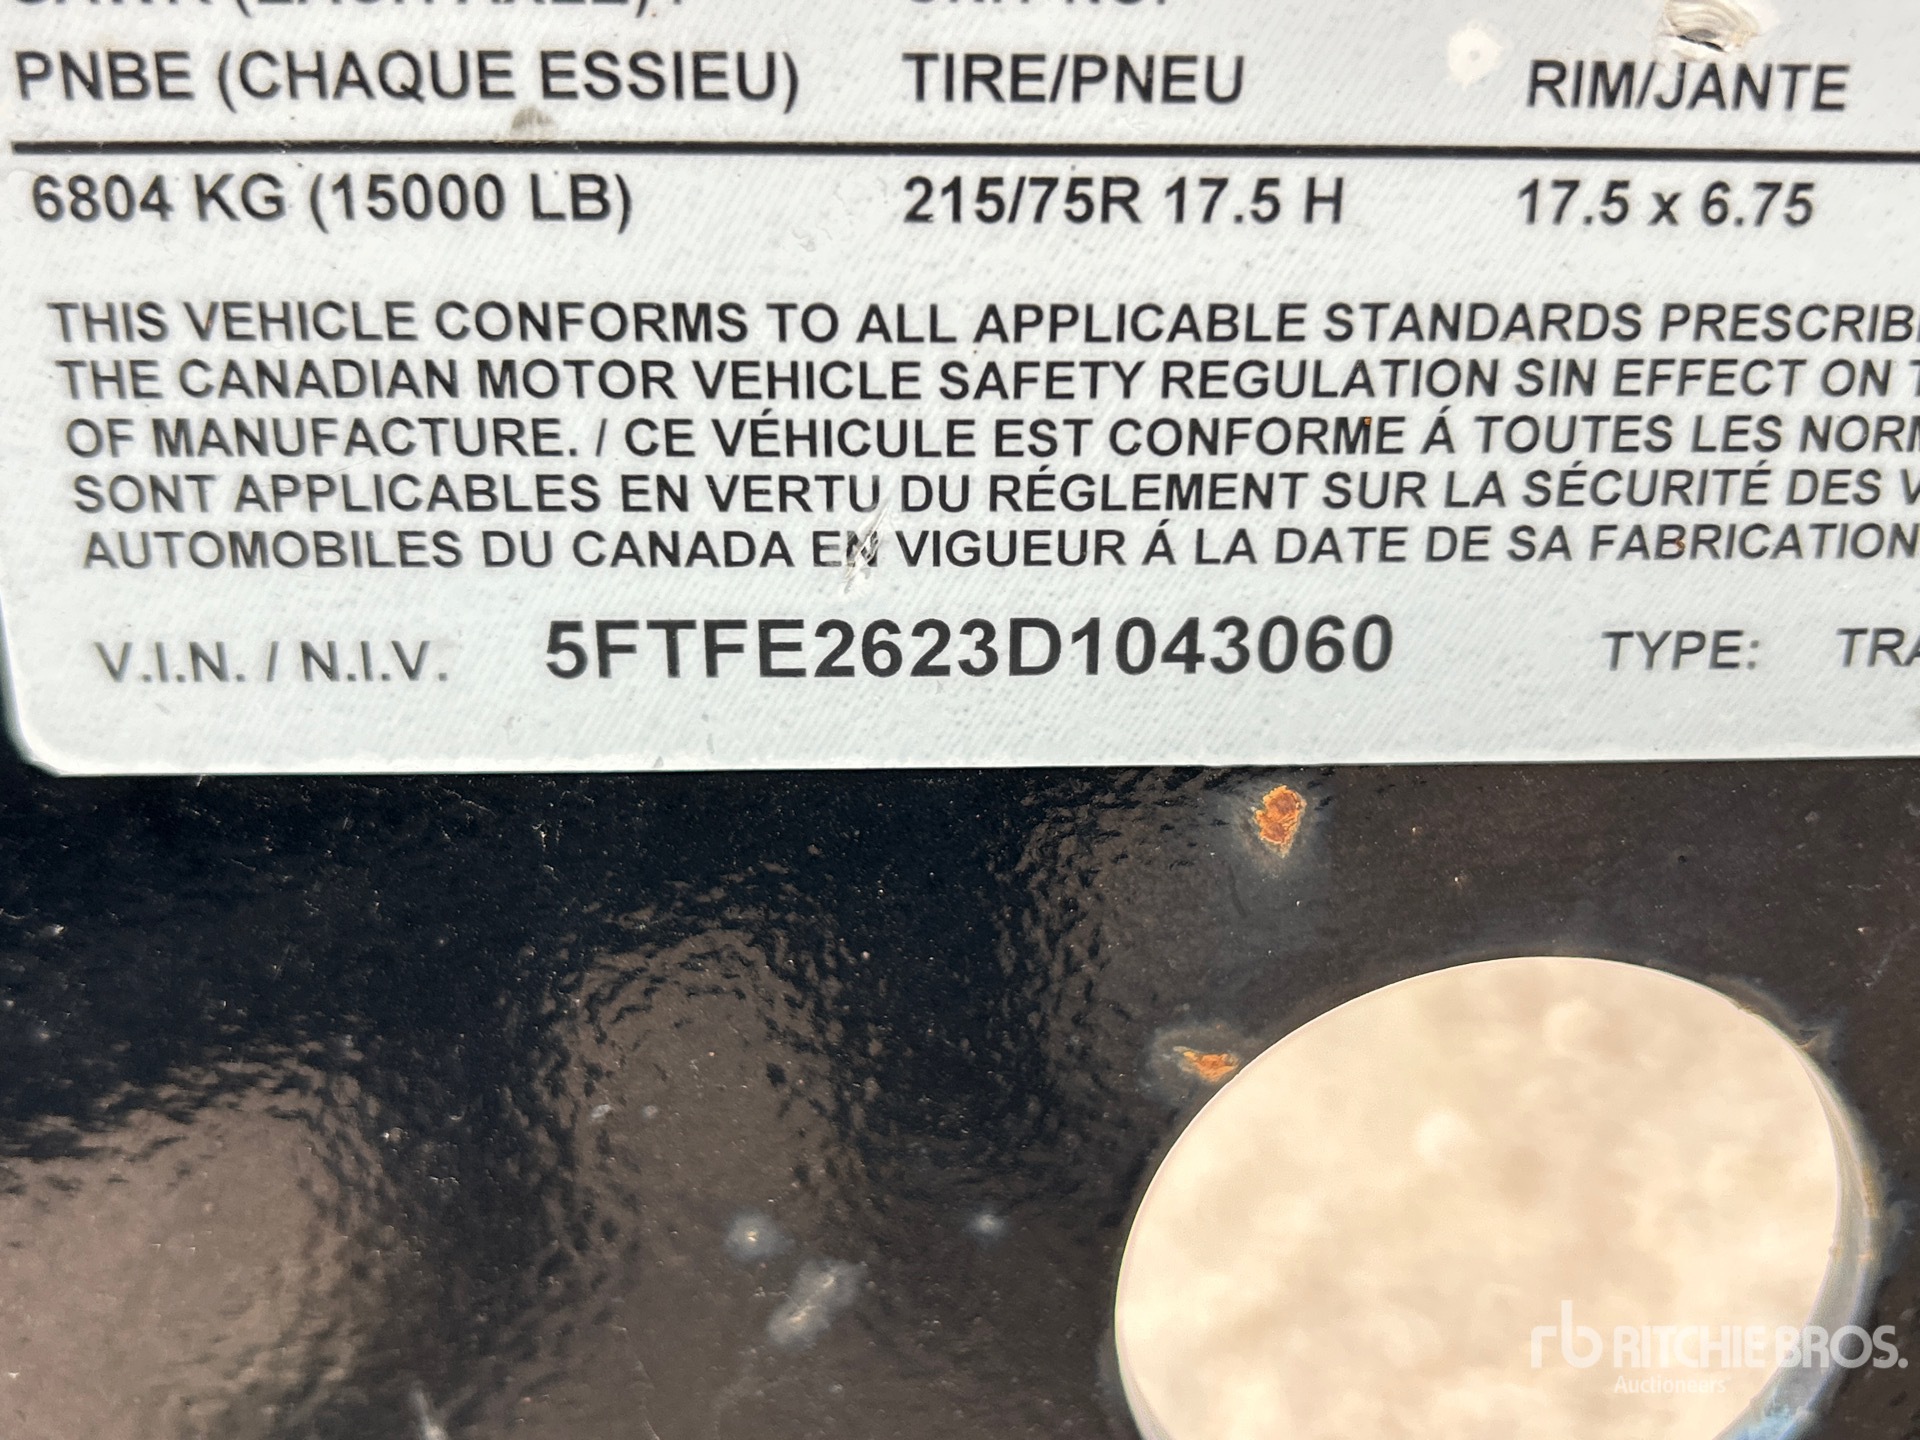 PNBE (CHAQUE ESSIEU) TIRE/PNEU RIM/JANTE
6804 KG (15000 LB) 215/75R 17.5 H 17.5 x 6.75
THIS VEHICLE CONFORMS TO ALL APPLICABLE STANDARDS PRESCRIB
THE CANADIAN MOTOR VEHICLE SAFETY REGULATION SIN EFFECT ON T
OF MANUFACTURE. / CE VÉHICULE EST CONFORME Á TOUTES LES NORM
SONT APPLICABLES EN VERTU DU RÉGLEMENT SUR LA SÉCURITÉ DES V
AUTOMOBILES DU CANADA EN VIGUEUR Á LA DATE DE SA FABRICATION
V.I.N. / N.I.V. 5FTFE2623D1043060 TYPE: TRA
rb RITCHIE BROS.
Auctioneers